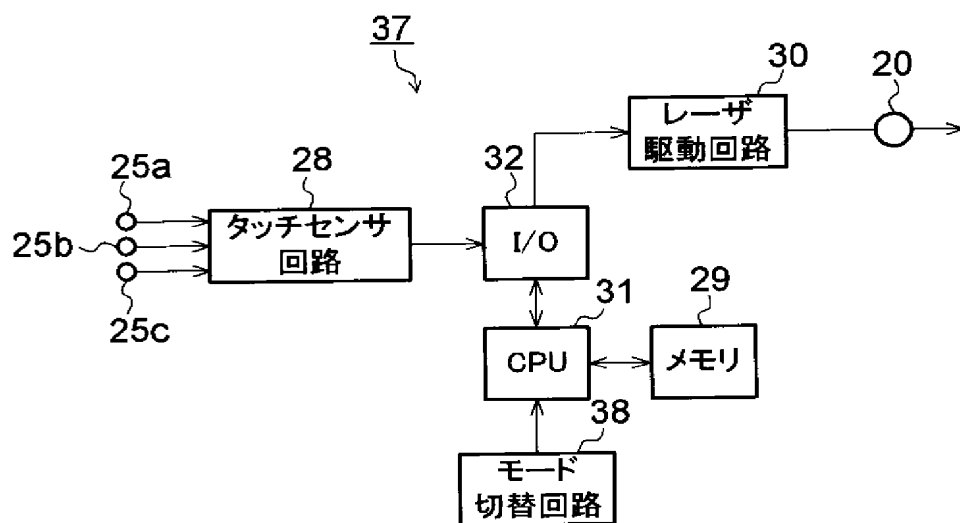 37
30
20
レーザ
駆動回路
32
28
25a
タッチセンサ
回路
I/O
25b
25c
31
29
CPU
メモリ
38
モード
切替回路